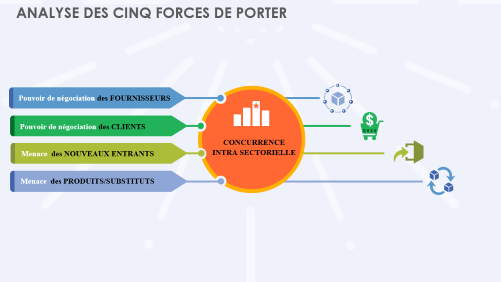 ANALYSE DES CINQ FORCES DE PORTER
Pouvoir de négociation des FOURNISSEURS
Pouvoir de négociation des CLIENTS
Menace des NOUVEAUX ENTRANTS
Menace des PRODUITS/SUBSTITUTS
CONCURRENCE
INTRA SECTORIELLE
$